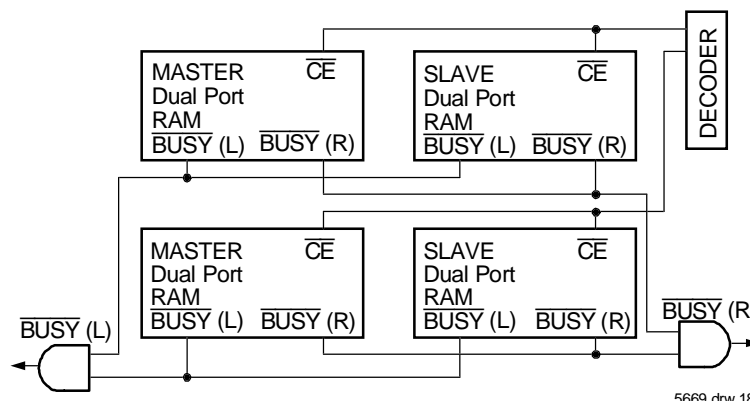 MASTER CE
Dual Port
RAM
BUSY (L) BUSY (R)
SLAVE CE
Dual Port
RAM
BUSY (L) BUSY (R)
DECODER
MASTER CE
Dual Port
RAM
BUSY (L) BUSY (R)
SLAVE CE
Dual Port
RAM
BUSY (L) BUSY (R)
BUSY (L)
BUSY (R
5669 drw 18